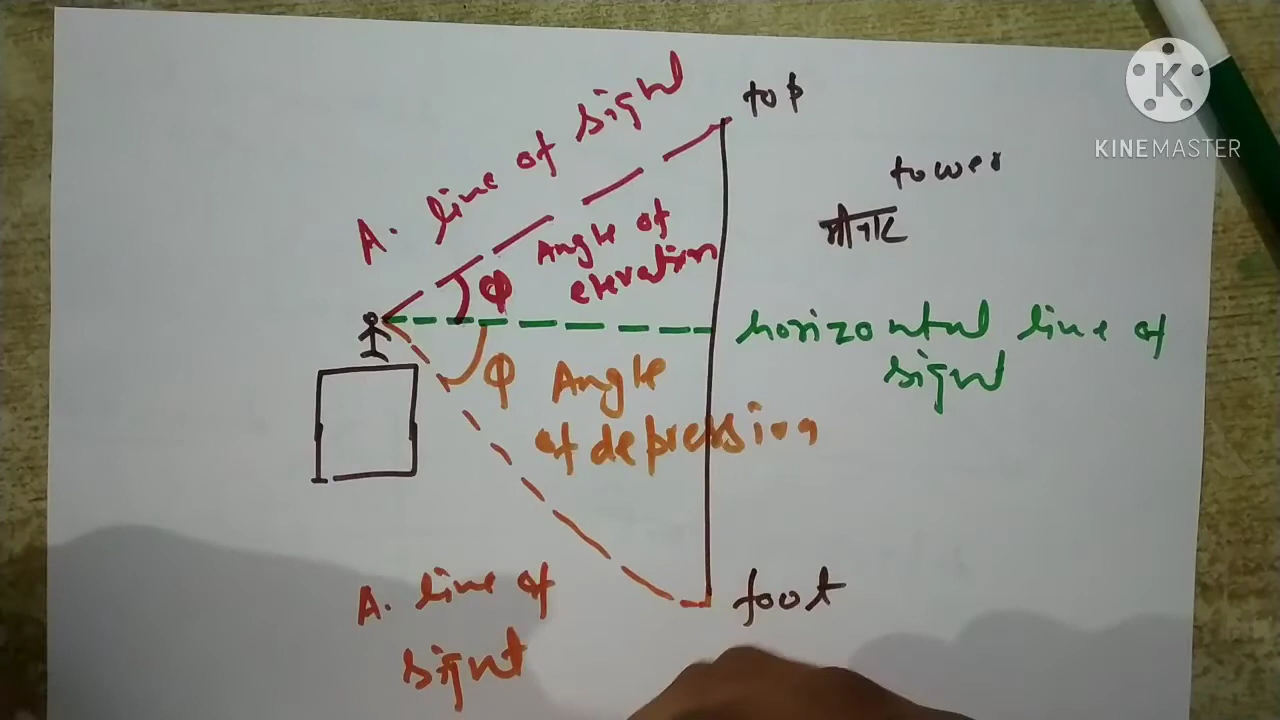 top
A. line of sight
tower
मीनार
Angle of
elevation
φ
horizontal line of
sight
φ Angle
of depression
A. line of
sight
foot
K
KINEMASTER